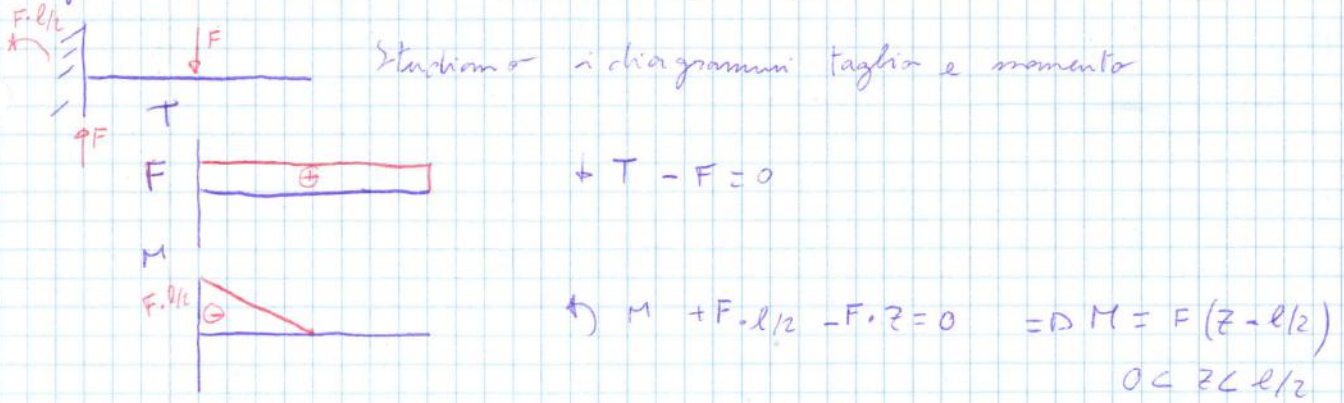 F·l/2
F
Studiamo i diagrammi taglio e momento
T
F
F
⊕
↓ T - F = 0
M
F·l/2
⊖
↰) M + F·l/2 - F·z = 0 => M = F(z - l/2)
0 < z < l/2